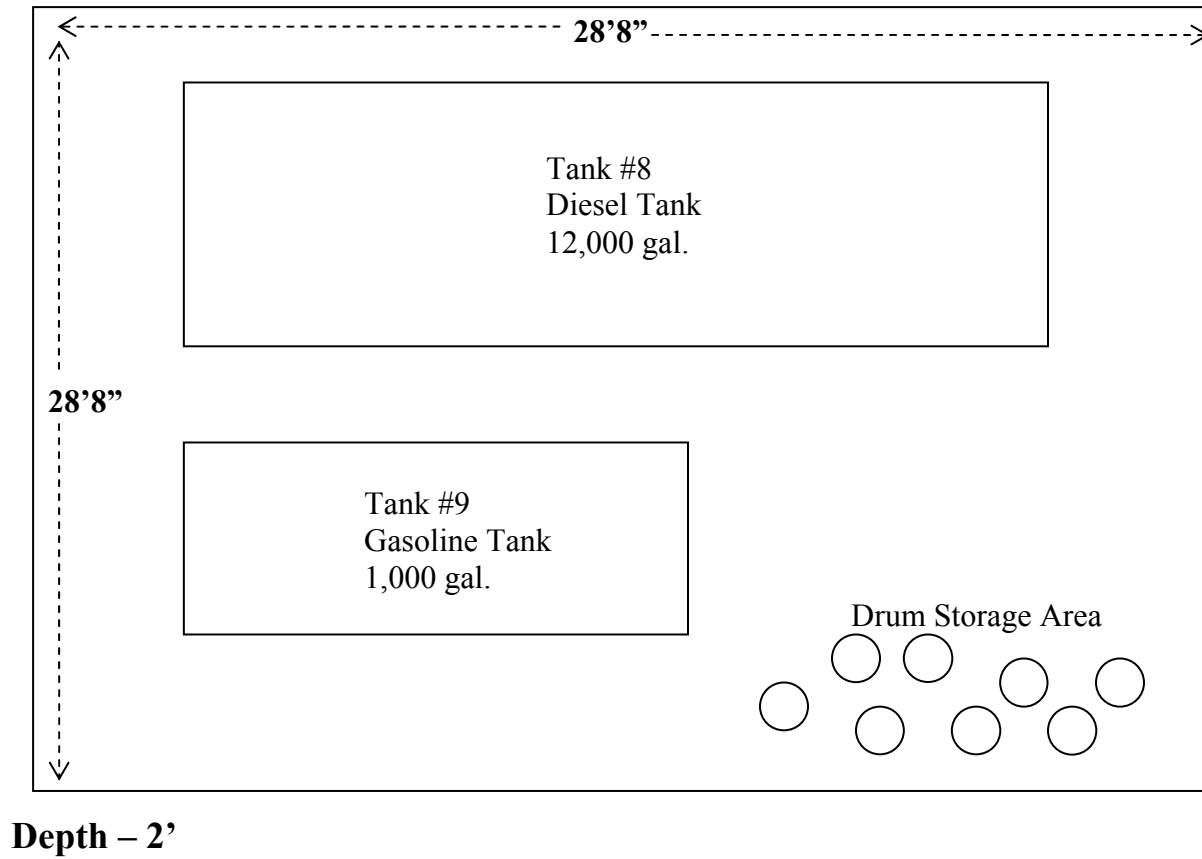 28’8”
Tank #8
Diesel Tank
12,000 gal.
28’8”
Tank #9
Gasoline Tank
1,000 gal.
Drum Storage Area
Depth – 2’